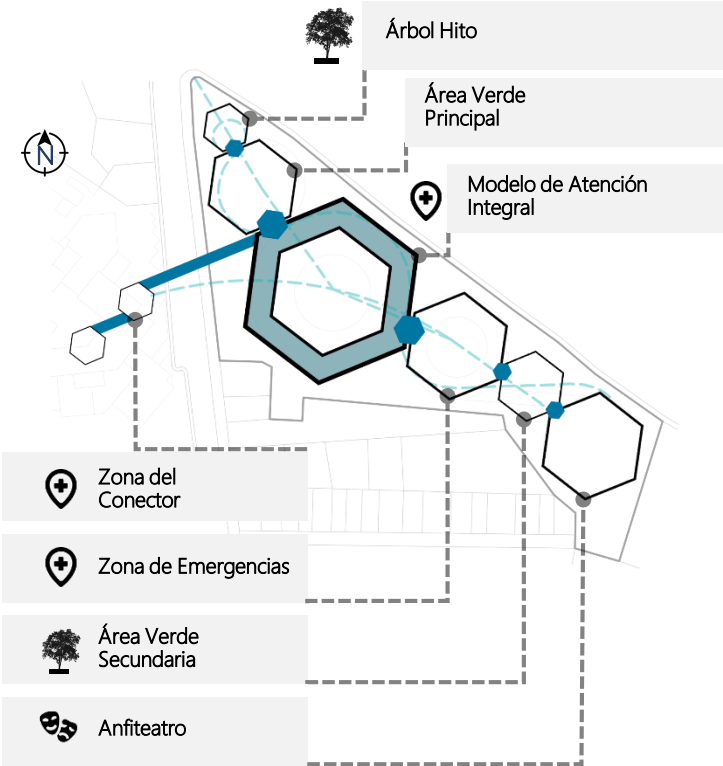 Árbol Hito
Área Verde
Principal
N
Modelo de Atención
Integral
Zona del
Conector
Zona de Emergencias
Área Verde
Secundaria
Anfiteatro